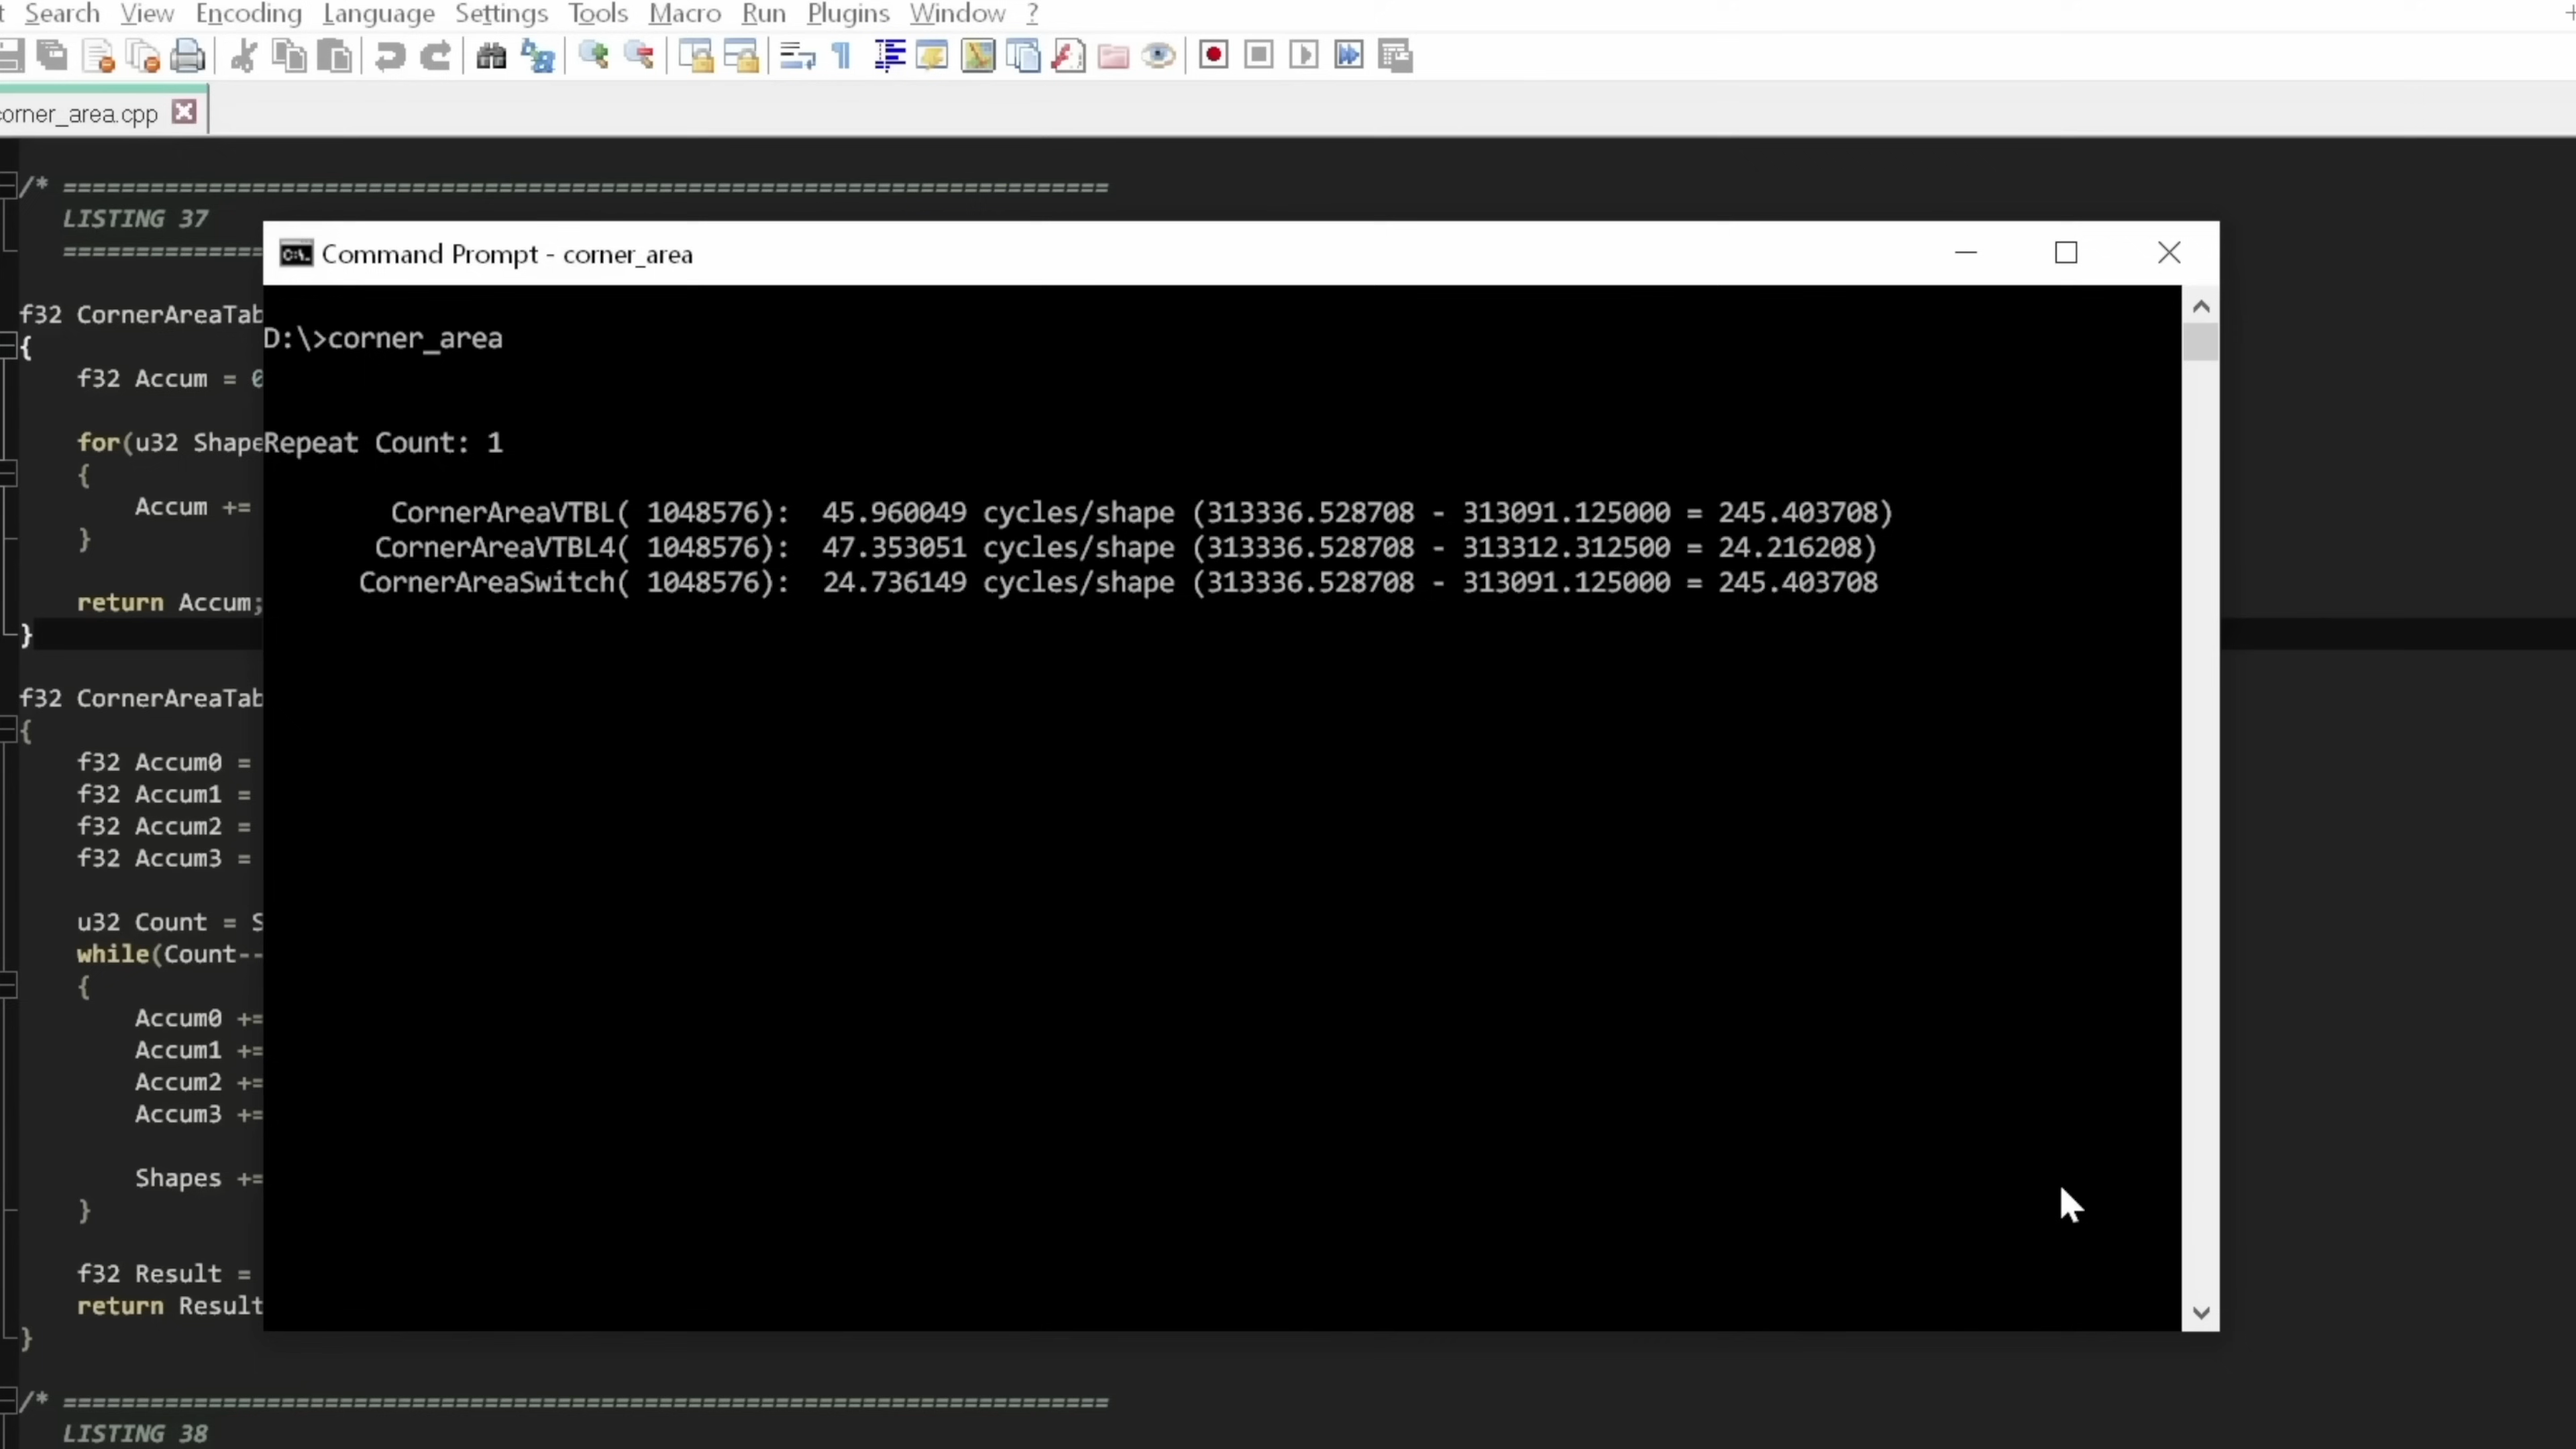 Search View Encoding Language Settings Tools Macro Run Plugins Window ?
corner_area.cpp
/* ========================================================================
LISTING 37
Command Prompt - corner_area
f32 CornerAreaTab
{
f32 Accum = 0
for(u32 Shape
{
Accum +=
}
return Accum;
}
f32 CornerAreaTab
{
f32 Accum0 =
f32 Accum1 =
f32 Accum2 =
f32 Accum3 =
u32 Count = S
while(Count--
{
Accum0 +=
Accum1 +=
Accum2 +=
Accum3 +=
Shapes +=
}
f32 Result =
return Result
}
/* ========================================================================
LISTING 38
D:\>corner_area
Repeat Count: 1
CornerAreaVTBL( 1048576): 45.960049 cycles/shape (313336.528708 - 313091.125000 = 245.403708)
CornerAreaVTBL4( 1048576): 47.353051 cycles/shape (313336.528708 - 313312.312500 = 24.216208)
CornerAreaSwitch( 1048576): 24.736149 cycles/shape (313336.528708 - 313091.125000 = 245.403708